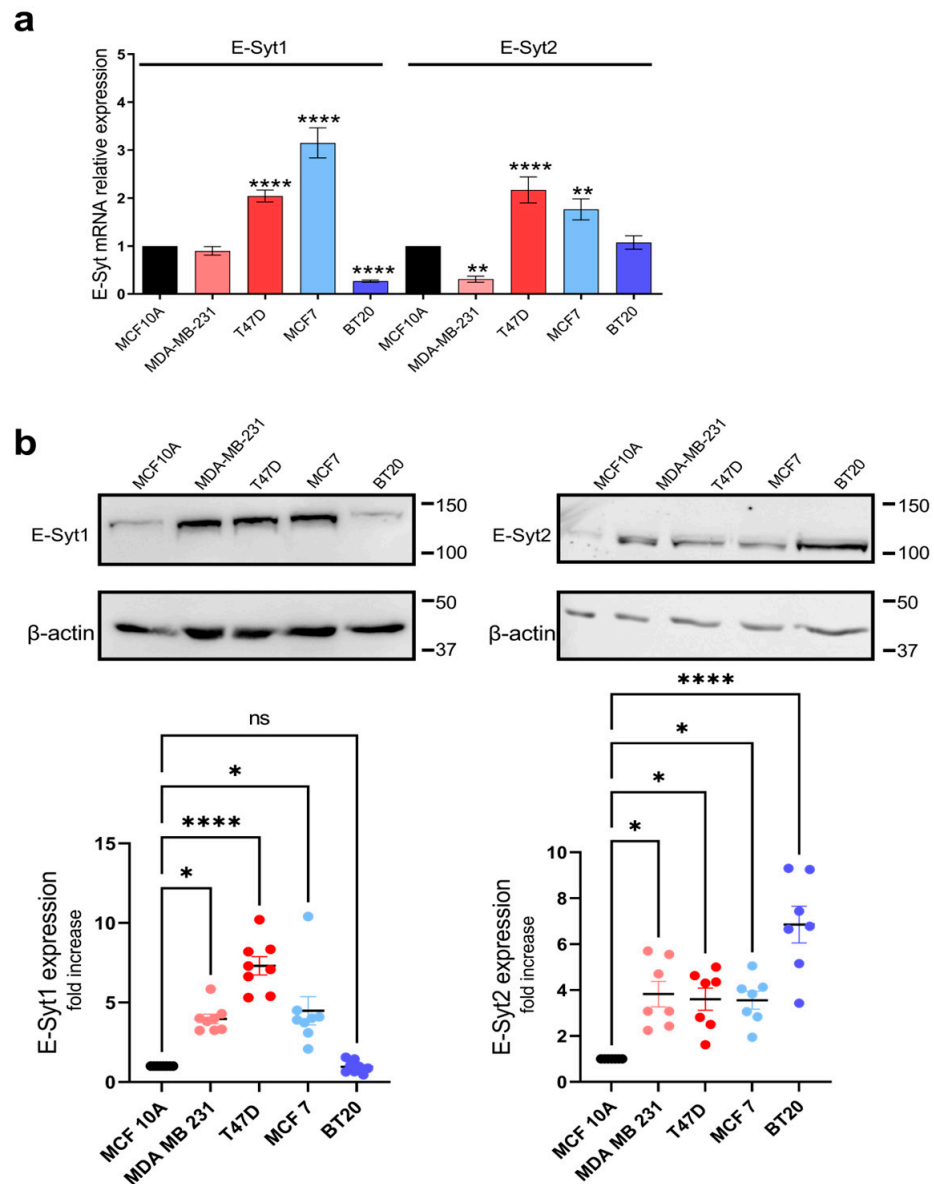 a
E-Syt1
E-Syt2
E-Syt mRNA relative expression
5
4
3
2
1
0
****
****
****
**
****
**
MCF10A
MDA-MB-231
T47D
MCF7
BT20
MCF10A
MDA-MB-231
T47D
MCF7
BT20
b
MCF10A
MDA-MB-231
T47D
MCF7
BT20
E-Syt1
150
100
β-actin
50
37
MCF10A
MDA-MB-231
T47D
MCF7
BT20
E-Syt2
150
100
β-actin
50
37
ns
*
****
*
E-Syt1 expression
fold increase
15
10
5
0
MCF 10A
MDA MB 231
T47D
MCF 7
BT20
****
*
*
*
E-Syt2 expression
fold increase
10
8
6
4
2
0
MCF 10A
MDA MB 231
T47D
MCF 7
BT20